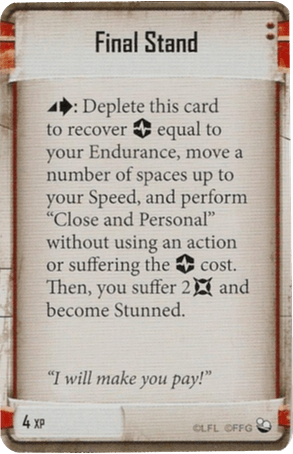 Final Stand
: Deplete this card
to recover equal to
your Endurance, move a
number of spaces up to
your Speed, and perform
“Close and Personal”
without using an action
or suffering the cost.
Then, you suffer 2 and
become Stunned.
“I will make you pay!”
4 XP
©LFL ©FFG